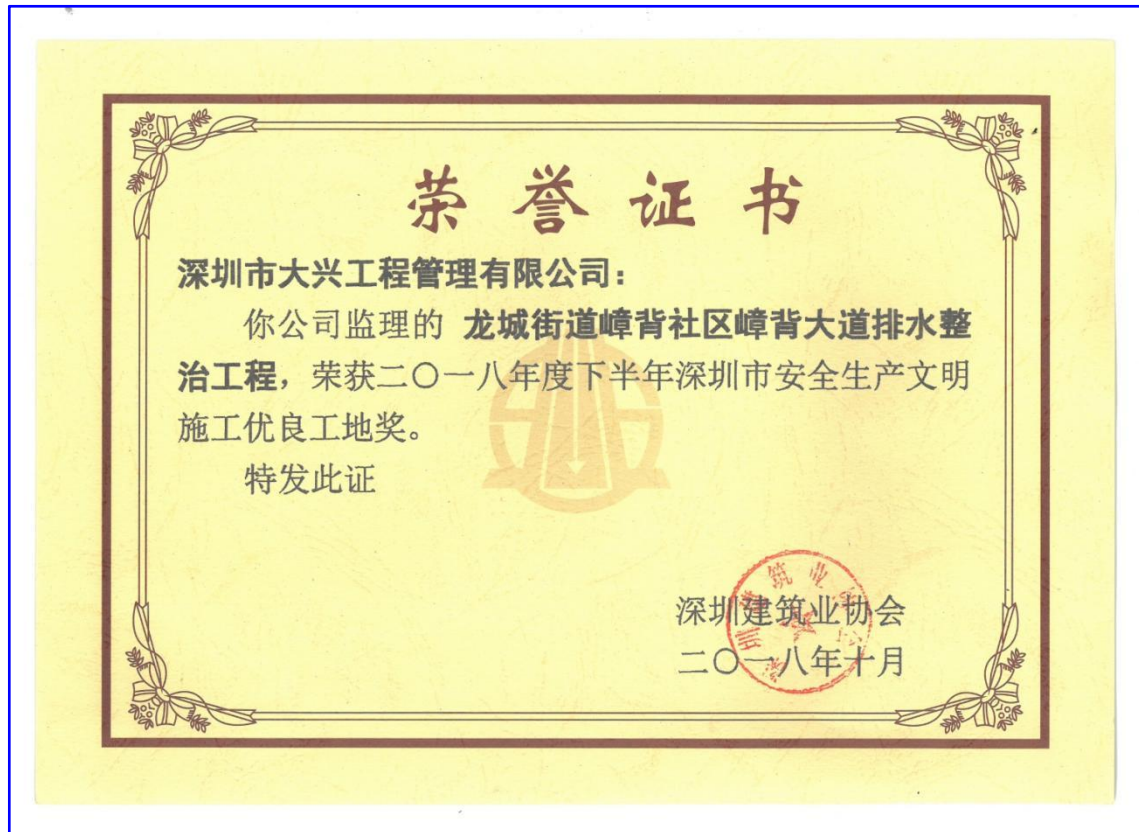 荣誉证书
深圳市大兴工程管理有限公司：
你公司监理的 龙城街道嶂背社区嶂背大道排水整
治工程，荣获二〇一八年度下半年深圳市安全生产文明
施工优良工地奖。
特发此证
深圳建筑业协会
二〇一八年十月